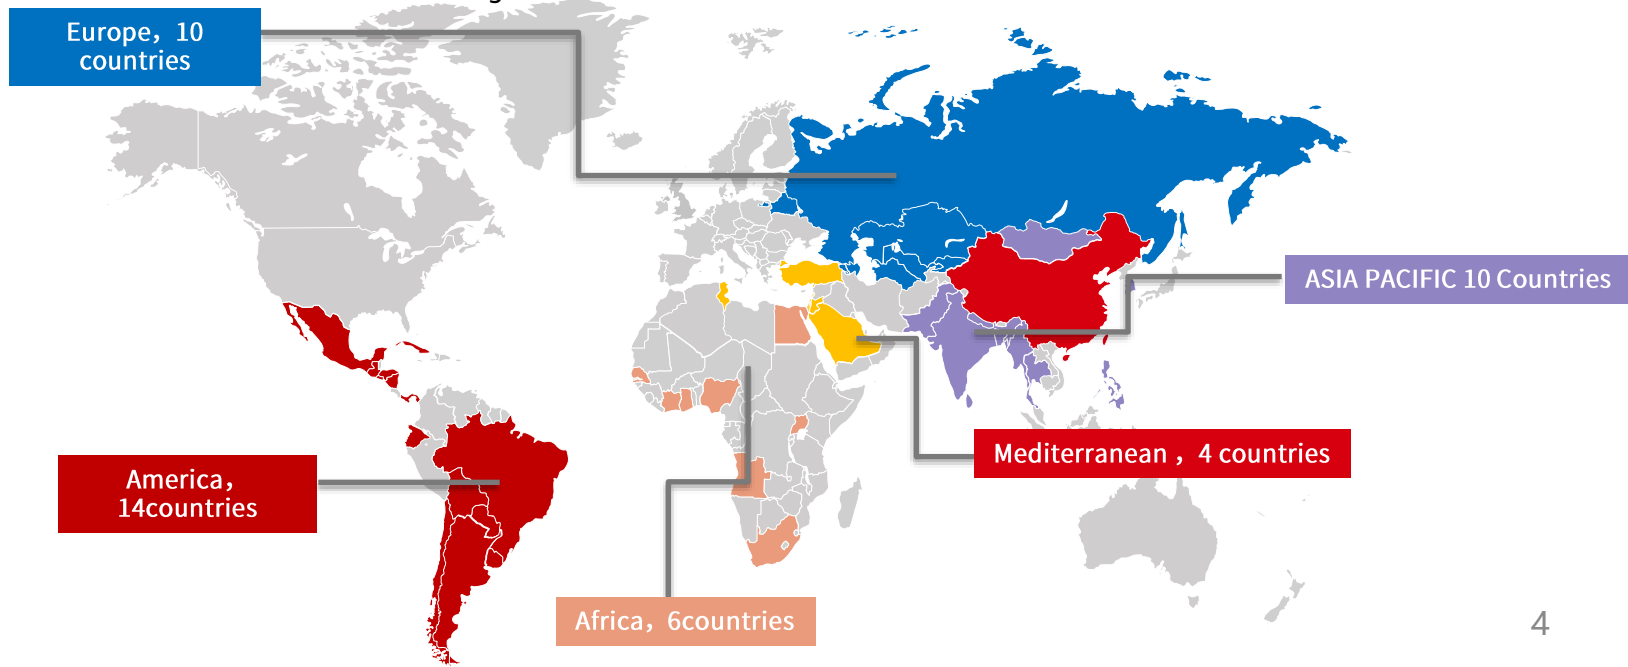 Europe，10
countries
ASIA PACIFIC 10 Countries
Mediterranean，4 countries
America，
14countries
Africa，6countries
4